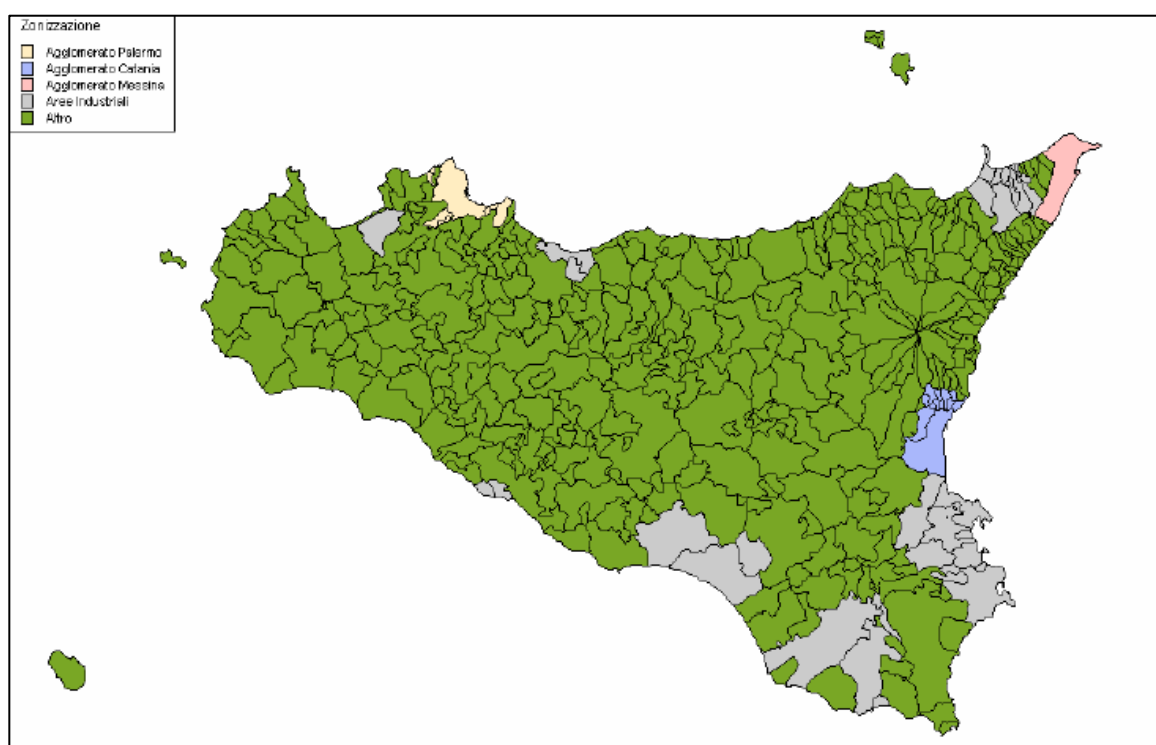 Zonizzazione
Agglomerato Palermo
Agglomerato Catania
Agglomerato Messina
Aree Industriali
Altro